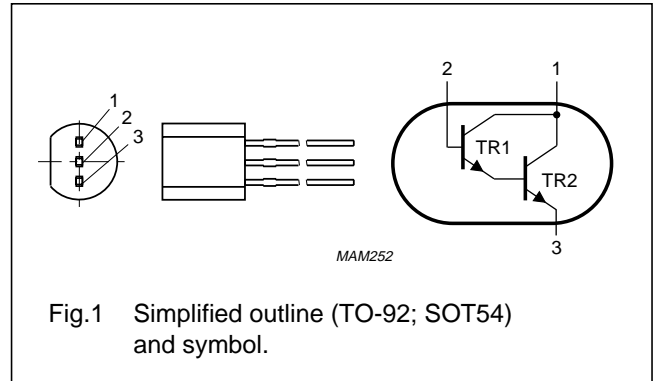 1
2
3
2 1
TR1
TR2
3
MAM252
Fig.1 Simplified outline (TO-92; SOT54)
and symbol.